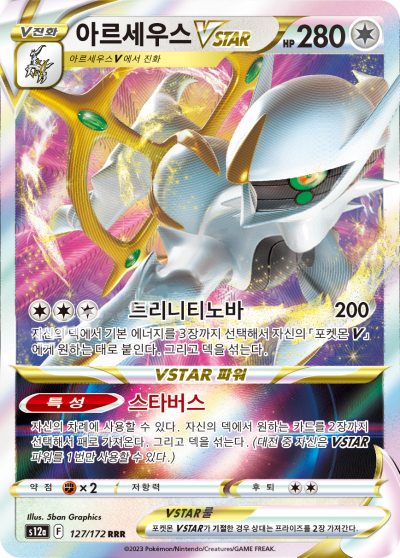 V진화 아르세우스 VSTAR HP 280
아르세우스V에서 진화
트리니티노바 200
자신의 덱에서 기본 에너지를 3장까지 선택해서 자신의 「포켓몬 V」
에게 원하는 대로 붙인다. 그리고 덱을 섞는다.
VSTAR 파워
특성 스타버스
자신의 차례에 사용할 수 있다. 자신의 덱에서 원하는 카드를 2장까지
선택해서 패로 가져온다. 그리고 덱을 섞는다. (대전 중 자신은 VSTAR
파워를 1번만 사용할 수 있다.)
약점 ×2 저항력 후퇴
Illus. 5ban Graphics
VSTAR룰
s12a F 127/172 RRR
포켓몬 VSTAR가 기절한 경우 상대는 프라이즈를 2장 가져간다.
©2023 Pokémon/Nintendo/Creatures/GAME FREAK.